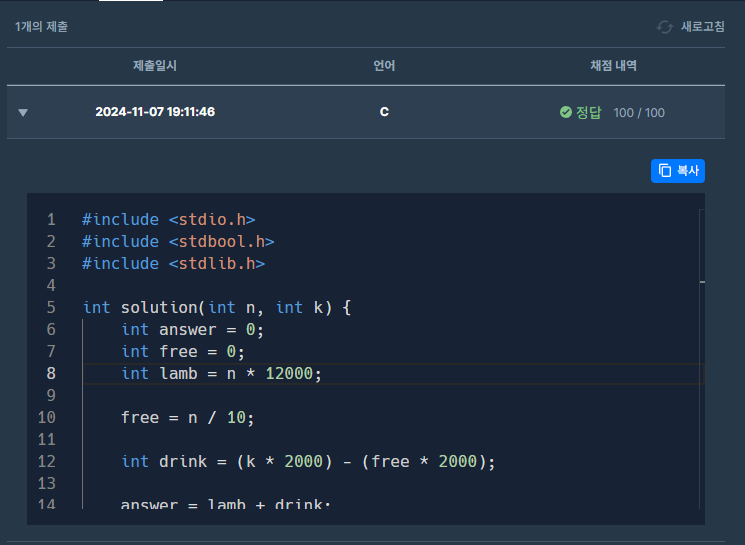 1개의 제출
새로고침
제출일시 언어 채점 내역
2024-11-07 19:11:46 C 정답 100 / 100
복사
1 #include <stdio.h>
2 #include <stdbool.h>
3 #include <stdlib.h>
4
5 int solution(int n, int k) {
6 int answer = 0;
7 int free = 0;
8 int lamb = n * 12000;
9
10 free = n / 10;
11
12 int drink = (k * 2000) - (free * 2000);
13
14 answer = lamb + drink;